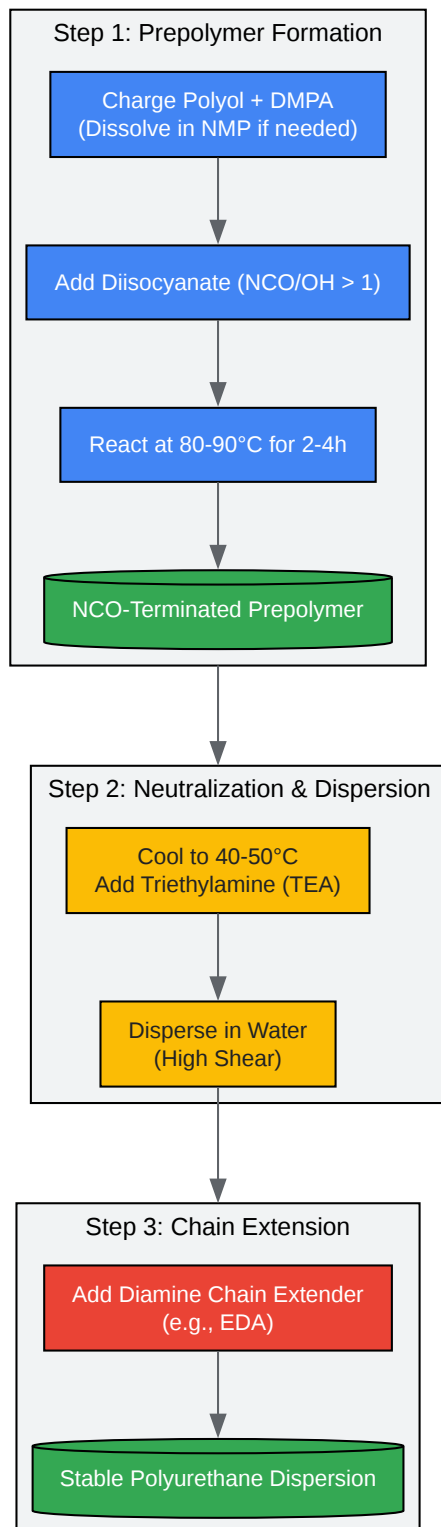 Step 1: Prepolymer Formation
Charge Polyol + DMPA
(Dissolve in NMP if needed)
Add Diisocyanate (NCO/OH > 1)
React at 80-90°C for 2-4h
NCO-Terminated Prepolymer
Step 2: Neutralization & Dispersion
Cool to 40-50°C
Add Triethylamine (TEA)
Disperse in Water
(High Shear)
Step 3: Chain Extension
Add Diamine Chain Extender
(e.g., EDA)
Stable Polyurethane Dispersion